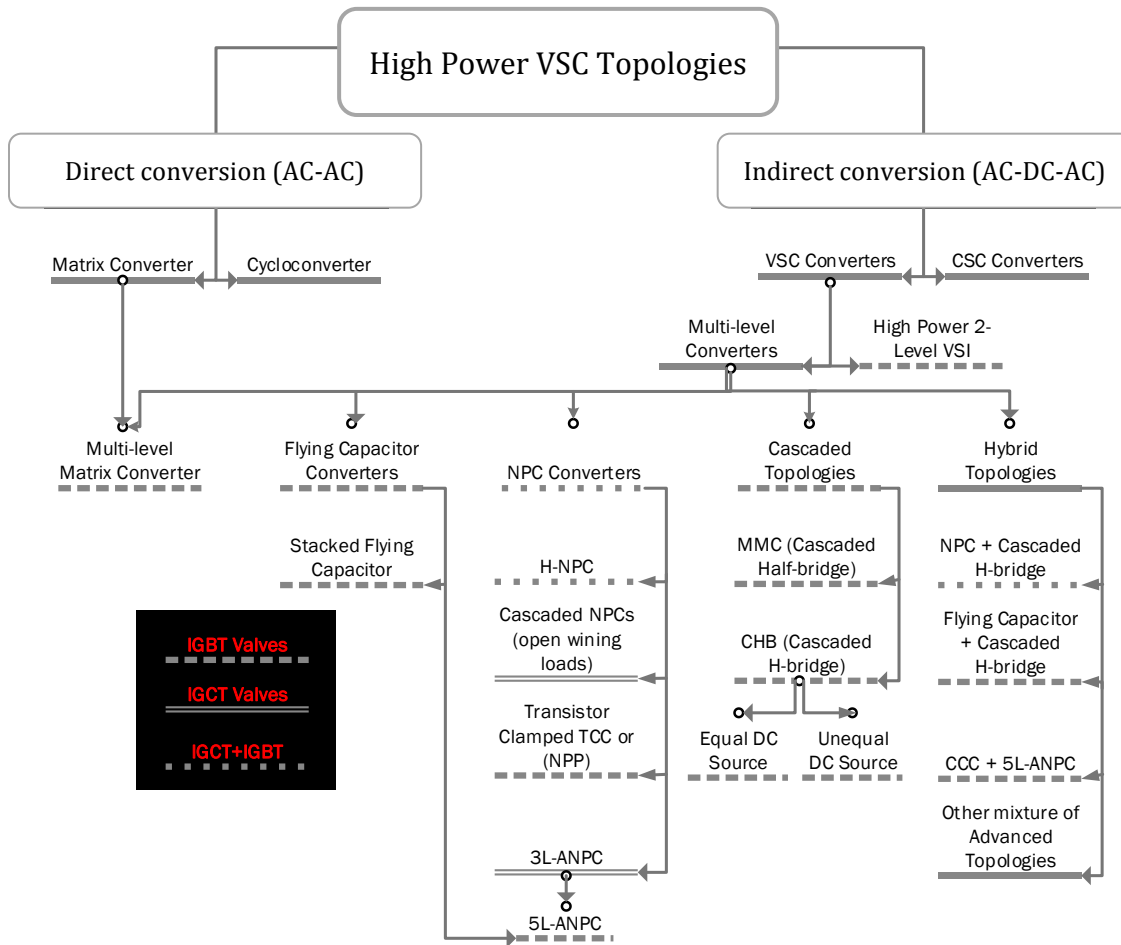 High Power VSC Topologies
Direct conversion (AC-AC)
Indirect conversion (AC-DC-AC)
Matrix Converter
Cycloconverter
VSC Converters
CSC Converters
Multi-level
Converters
High Power 2-
Level VSI
Multi-level
Matrix Converter
Flying Capacitor
Converters
NPC Converters
Cascaded
Topologies
Hybrid
Topologies
Stacked Flying
Capacitor
H-NPC
Cascaded NPCs
(open wining
loads)
Transistor
Clamped TCC or
(NPP)
3L-ANPC
5L-ANPC
MMC (Cascaded
Half-bridge)
CHB (Cascaded
H-bridge)
Equal DC
Source
Unequal
DC Source
NPC + Cascaded
H-bridge
Flying Capacitor
+ Cascaded
H-bridge
CCC + 5L-ANPC
Other mixture of
Advanced
Topologies
IGBT Valves
IGCT Valves
IGCT+IGBT